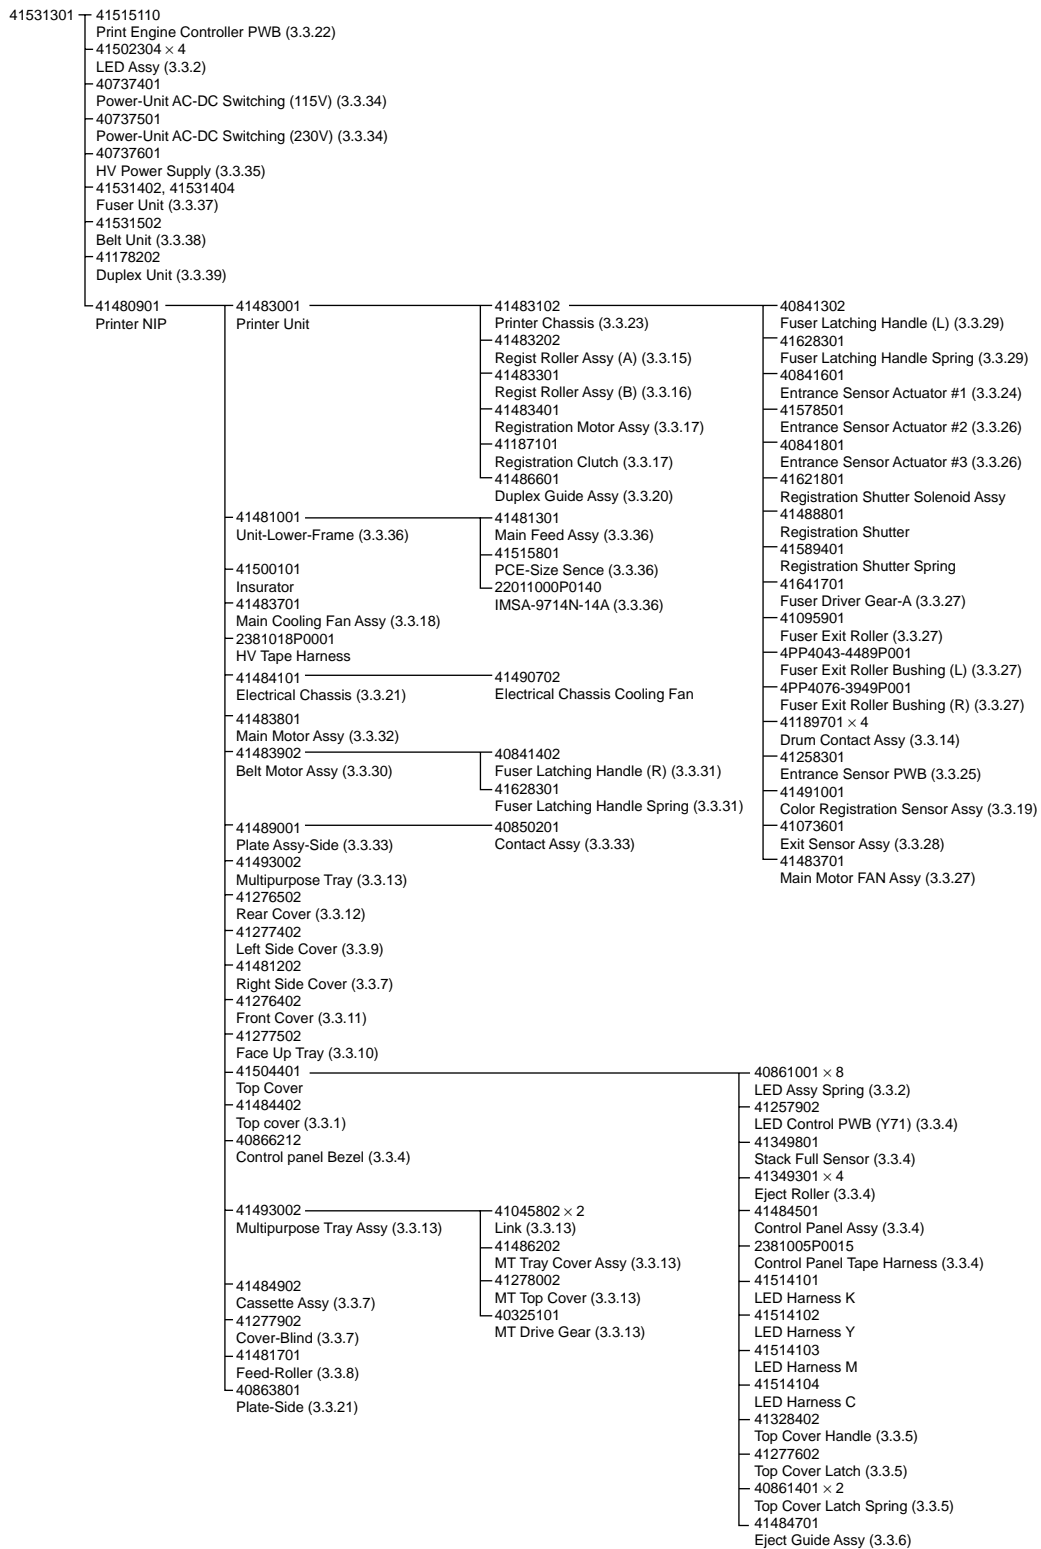 41531301
41515110
Print Engine Controller PWB (3.3.22)
41502304 × 4
LED Assy (3.3.2)
40737401
Power-Unit AC-DC Switching (115V) (3.3.34)
40737501
Power-Unit AC-DC Switching (230V) (3.3.34)
40737601
HV Power Supply (3.3.35)
41531402, 41531404
Fuser Unit (3.3.37)
41531502
Belt Unit (3.3.38)
41178202
Duplex Unit (3.3.39)
41480901
Printer NIP
41483001
Printer Unit
41483102
Printer Chassis (3.3.23)
41483202
Regist Roller Assy (A) (3.3.15)
41483301
Regist Roller Assy (B) (3.3.16)
41483401
Registration Motor Assy (3.3.17)
41187101
Registration Clutch (3.3.17)
41486601
Duplex Guide Assy (3.3.20)
40841302
Fuser Latching Handle (L) (3.3.29)
41628301
Fuser Latching Handle Spring (3.3.29)
40841601
Entrance Sensor Actuator #1 (3.3.24)
41578501
Entrance Sensor Actuator #2 (3.3.26)
40841801
Entrance Sensor Actuator #3 (3.3.26)
41621801
Registration Shutter Solenoid Assy
41488801
Registration Shutter
41589401
Registration Shutter Spring
41641701
Fuser Driver Gear-A (3.3.27)
41095901
Fuser Exit Roller (3.3.27)
4PP4043-4489P001
Fuser Exit Roller Bushing (L) (3.3.27)
4PP4076-3949P001
Fuser Exit Roller Bushing (R) (3.3.27)
41189701 × 4
Drum Contact Assy (3.3.14)
41258301
Entrance Sensor PWB (3.3.25)
41491001
Color Registration Sensor Assy (3.3.19)
41073601
Exit Sensor Assy (3.3.28)
41483701
Main Motor FAN Assy (3.3.27)
41481001
Unit-Lower-Frame (3.3.36)
41481301
Main Feed Assy (3.3.36)
41515801
PCE-Size Sence (3.3.36)
22011000P0140
IMSA-9714N-14A (3.3.36)
41500101
Insurator
41483701
Main Cooling Fan Assy (3.3.18)
2381018P0001
HV Tape Harness
41484101
Electrical Chassis (3.3.21)
41490702
Electrical Chassis Cooling Fan
41483801
Main Motor Assy (3.3.32)
41483902
Belt Motor Assy (3.3.30)
40841402
Fuser Latching Handle (R) (3.3.31)
41628301
Fuser Latching Handle Spring (3.3.31)
41489001
Plate Assy-Side (3.3.33)
40850201
Contact Assy (3.3.33)
41493002
Multipurpose Tray (3.3.13)
41276502
Rear Cover (3.3.12)
41277402
Left Side Cover (3.3.9)
41481202
Right Side Cover (3.3.7)
41276402
Front Cover (3.3.11)
41277502
Face Up Tray (3.3.10)
41504401
Top Cover
41484402
Top cover (3.3.1)
40866212
Control panel Bezel (3.3.4)
40861001 × 8
LED Assy Spring (3.3.2)
41257902
LED Control PWB (Y71) (3.3.4)
41349801
Stack Full Sensor (3.3.4)
41349301 × 4
Eject Roller (3.3.4)
41484501
Control Panel Assy (3.3.4)
2381005P0015
Control Panel Tape Harness (3.3.4)
41514101
LED Harness K
41514102
LED Harness Y
41514103
LED Harness M
41514104
LED Harness C
41328402
Top Cover Handle (3.3.5)
41277602
Top Cover Latch (3.3.5)
40861401 × 2
Top Cover Latch Spring (3.3.5)
41484701
Eject Guide Assy (3.3.6)
41493002
Multipurpose Tray Assy (3.3.13)
41045802 × 2
Link (3.3.13)
41486202
MT Tray Cover Assy (3.3.13)
41278002
MT Top Cover (3.3.13)
40325101
MT Drive Gear (3.3.13)
41484902
Cassette Assy (3.3.7)
41277902
Cover-Blind (3.3.7)
41481701
Feed-Roller (3.3.8)
40863801
Plate-Side (3.3.21)